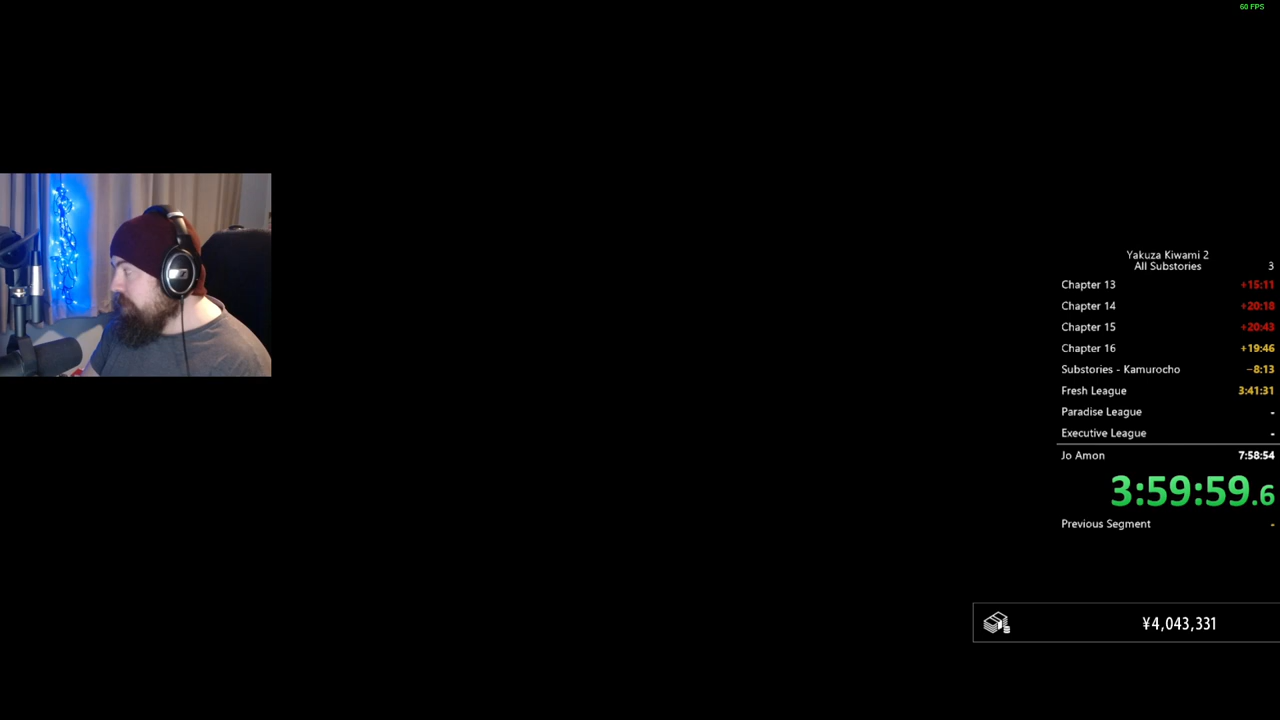 60 FPS
Yakuza Kiwami 2
All Substories 3
Chapter 13 +15:11
Chapter 14 +20:18
Chapter 15 +20:43
Chapter 16 +19:46
Substories - Kamurocho −8:13
Fresh League 3:41:31
Paradise League -
Executive League -
Jo Amon 7:58:54
3:59:59.6
Previous Segment -
¥4,043,331